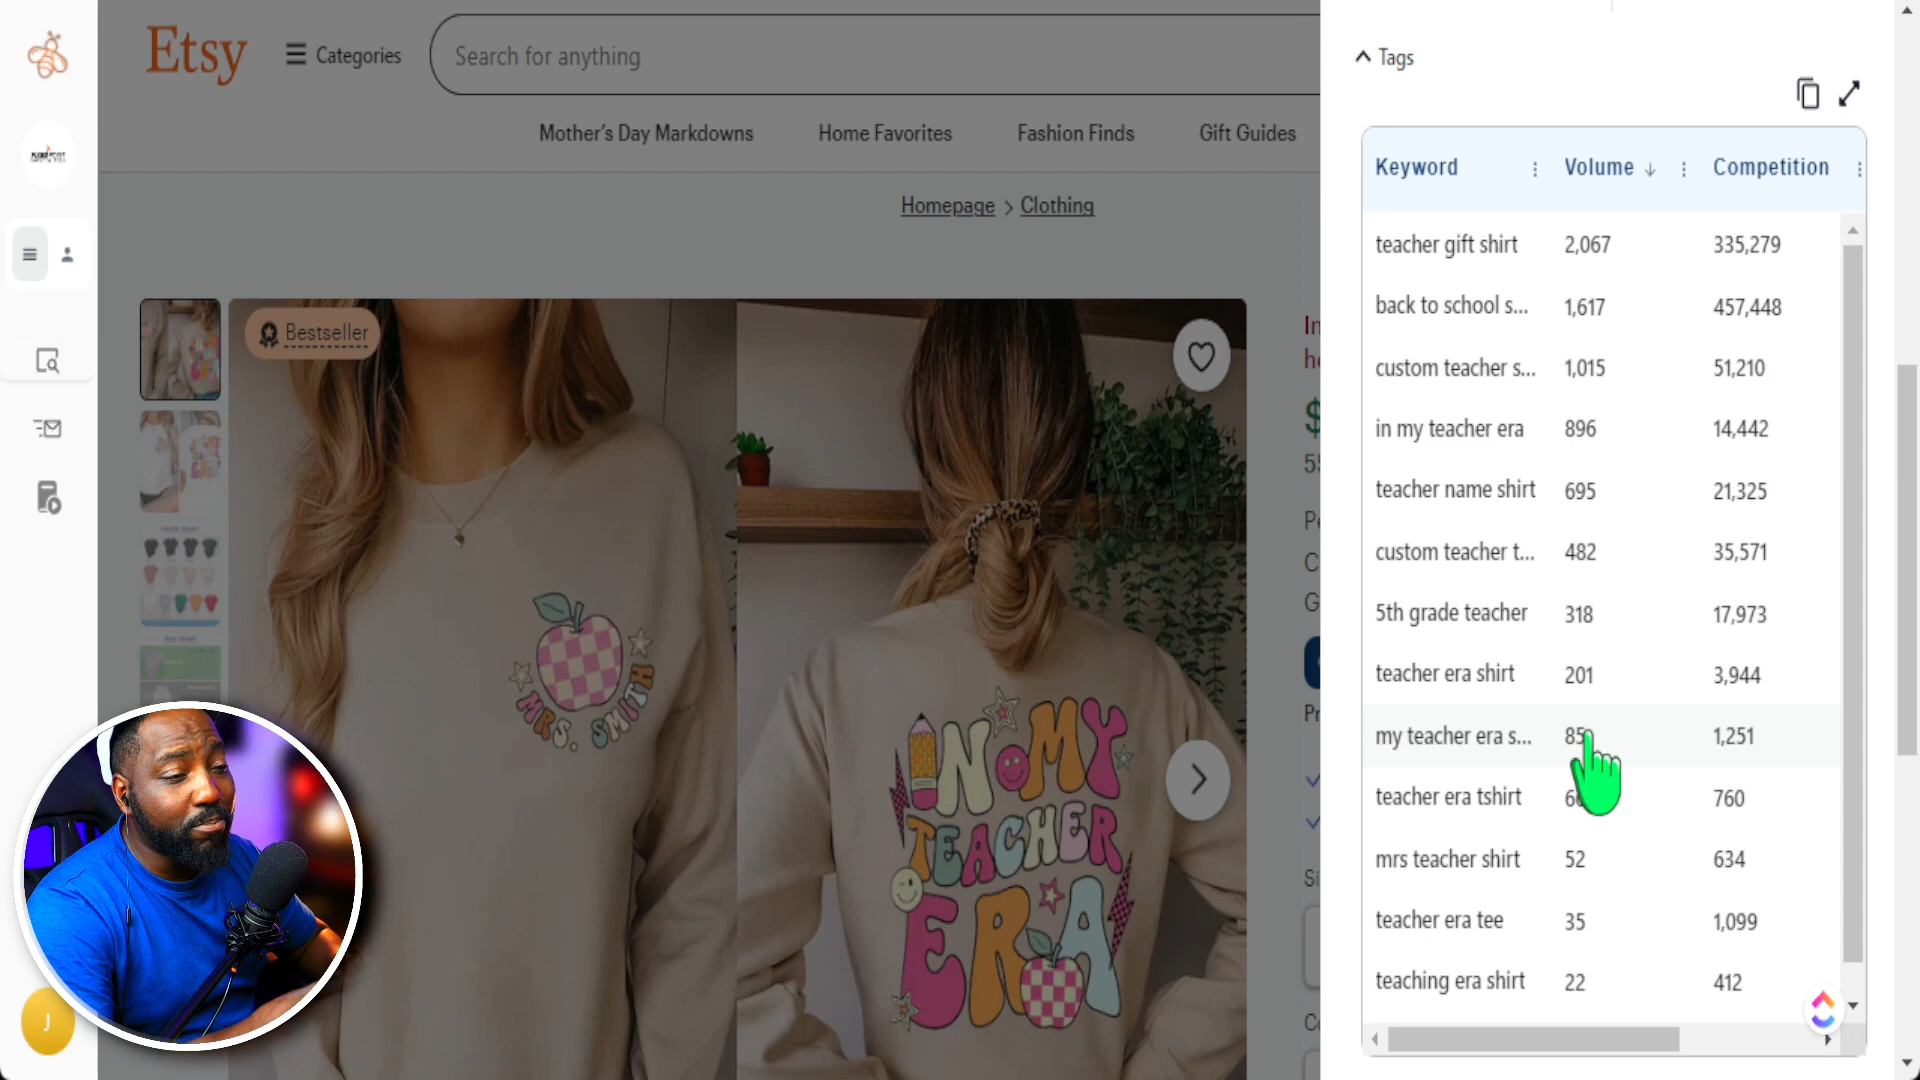 Etsy
Categories
Search for anything
Mother's Day Markdowns
Home Favorites
Fashion Finds
Gift Guides
Homepage > Clothing
Bestseller
MRS. SMITH
IN MY
TEACHER
ERA
$
J
Tags
Keyword Volume Competition
teacher gift shirt 2,067 335,279
back to school s... 1,617 457,448
custom teacher s... 1,015 51,210
in my teacher era 896 14,442
teacher name shirt 695 21,325
custom teacher t... 482 35,571
5th grade teacher 318 17,973
teacher era shirt 201 3,944
my teacher era s... 85 1,251
teacher era tshirt 760
mrs teacher shirt 52 634
teacher era tee 35 1,099
teaching era shirt 22 412